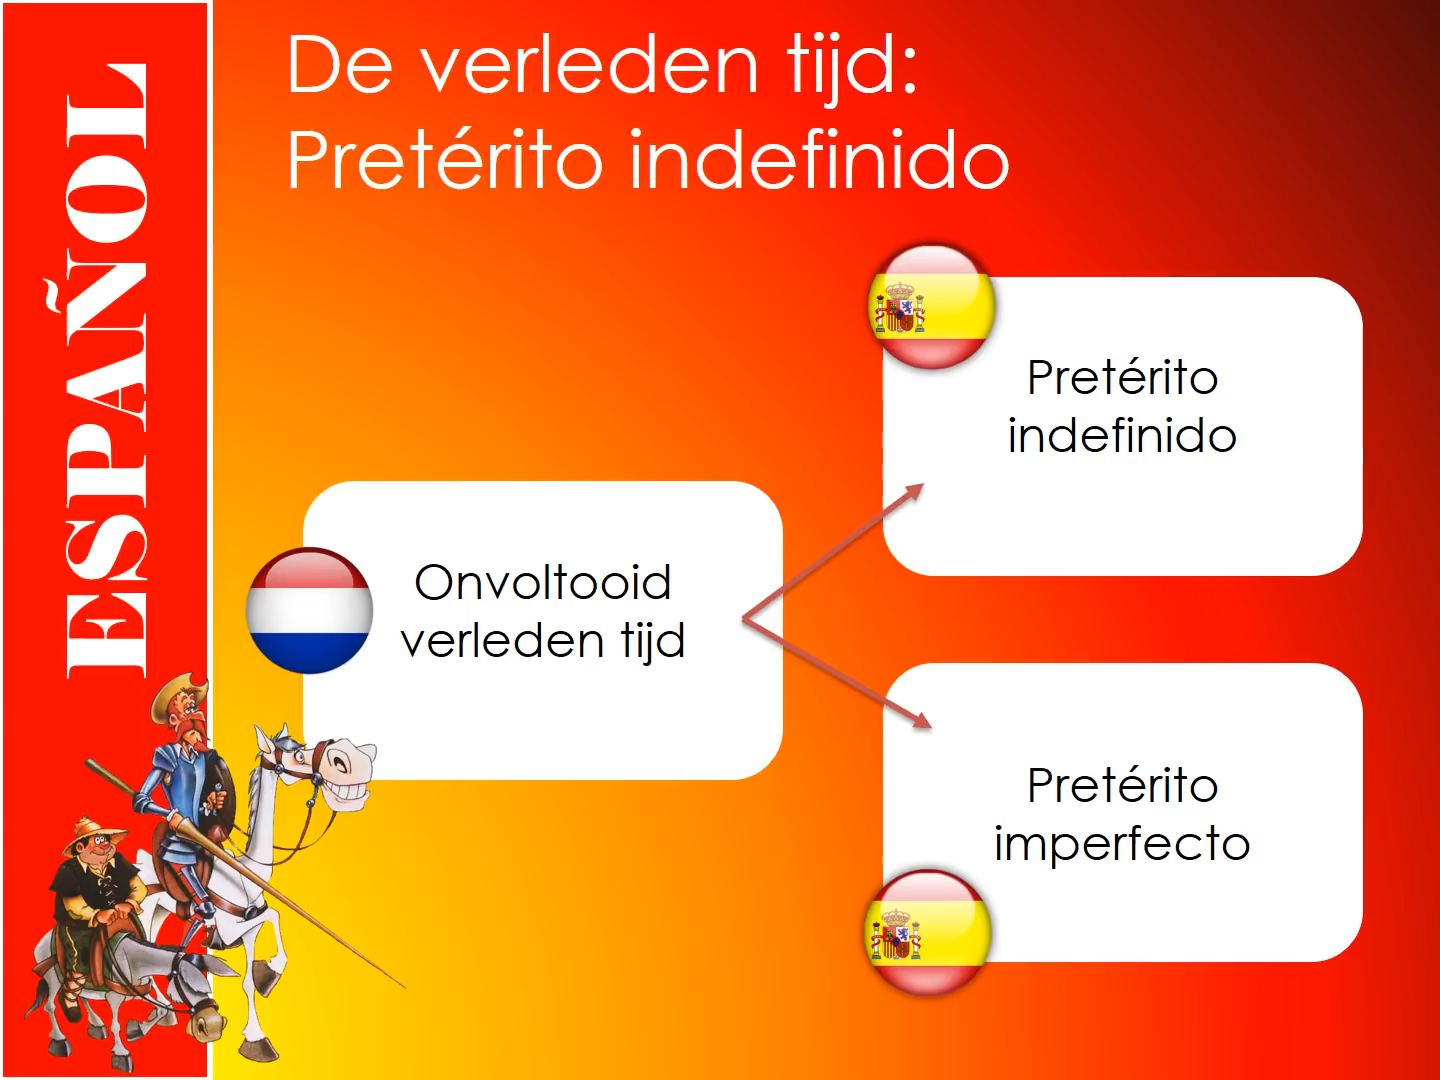 ESPAÑOL
De verleden tijd:
Pretérito indefinido
Onvoltooid
verleden tijd
Pretérito
indefinido
Pretérito
imperfecto